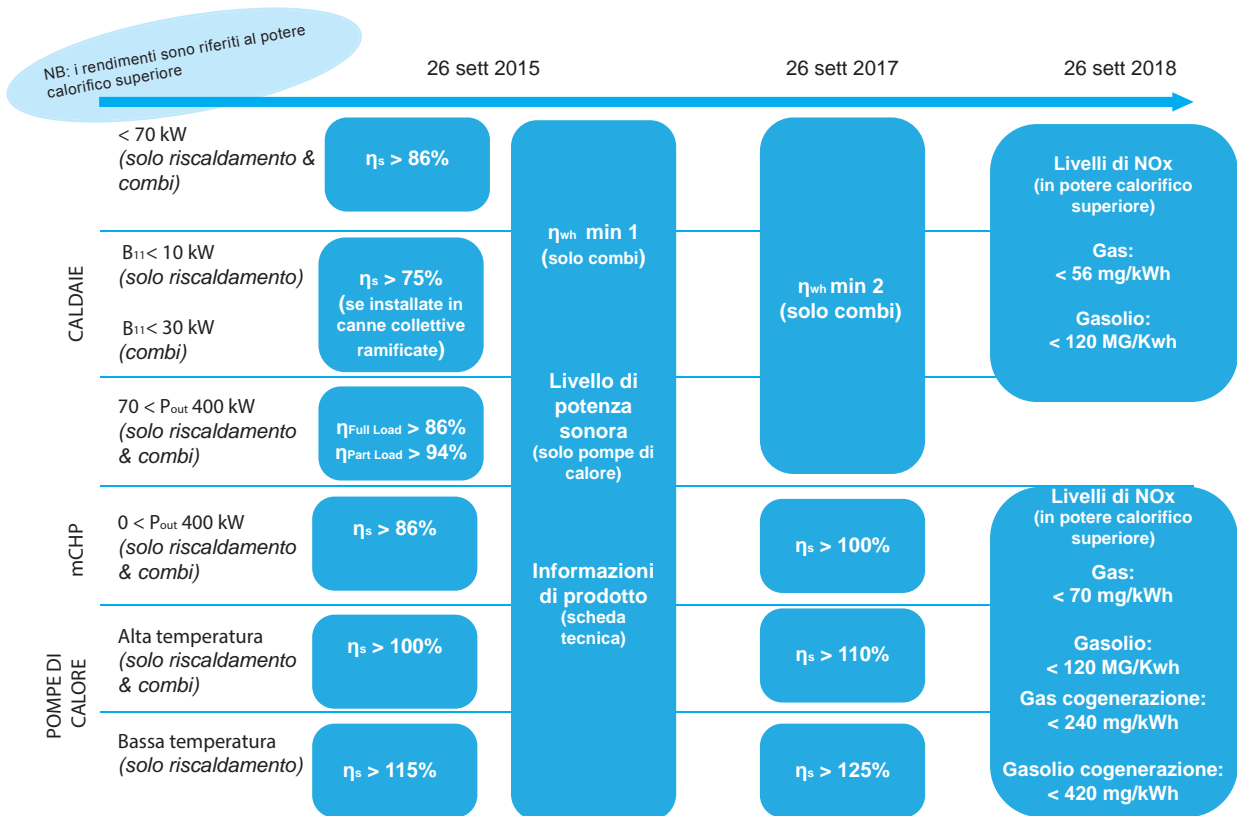 NB: i rendimenti sono riferiti al potere
calorifico superiore
26 sett 2015
26 sett 2017
26 sett 2018
CALDAIE
< 70 kW
(solo riscaldamento &
combi)
ηs > 86%
B11< 10 kW
(solo riscaldamento)
B11< 30 kW
(combi)
ηs > 75%
(se installate in
canne collettive
ramificate)
70 < Pout 400 kW
(solo riscaldamento
& combi)
ηFull Load > 86%
ηPart Load > 94%
mCHP
0 < Pout 400 kW
(solo riscaldamento
& combi)
ηs > 86%
POMPE DI
CALORE
Alta temperatura
(solo riscaldamento
& combi)
ηs > 100%
Bassa temperatura
(solo riscaldamento)
ηs > 115%
ηwh min 1
(solo combi)
Livello di
potenza
sonora
(solo pompe di
calore)
Informazioni
di prodotto
(scheda
tecnica)
ηwh min 2
(solo combi)
ηs > 100%
ηs > 110%
ηs > 125%
Livelli di NOx
(in potere calorifico
superiore)
Gas:
< 56 mg/kWh
Gasolio:
< 120 MG/Kwh
Livelli di NOx
(in potere calorifico
superiore)
Gas:
< 70 mg/kWh
Gasolio:
< 120 MG/Kwh
Gas cogenerazione:
< 240 mg/kWh
Gasolio cogenerazione:
< 420 mg/kWh